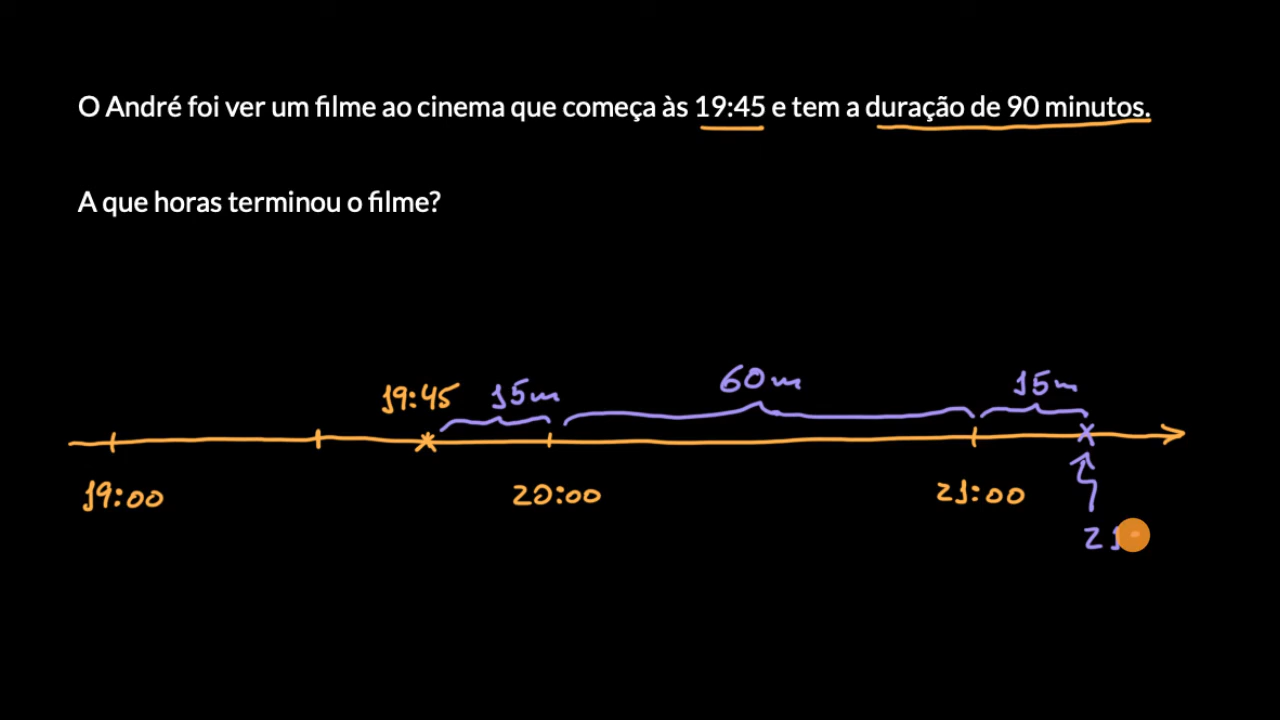 O André foi ver um filme ao cinema que começa às 19:45 e tem a duração de 90 minutos.
A que horas terminou o filme?
19:45 15m 60m 15m
19:00 20:00 21:00
21